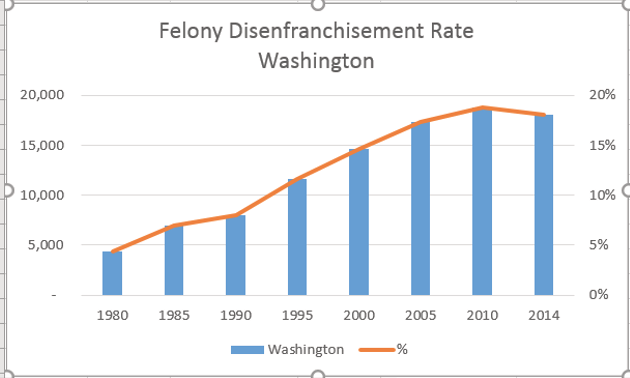 Felony Disenfranchisement Rate
Washington
20,000 20%
15,000 15%
10,000 10%
5,000 5%
- 0%
1980 1985 1990 1995 2000 2005 2010 2014
Washington %